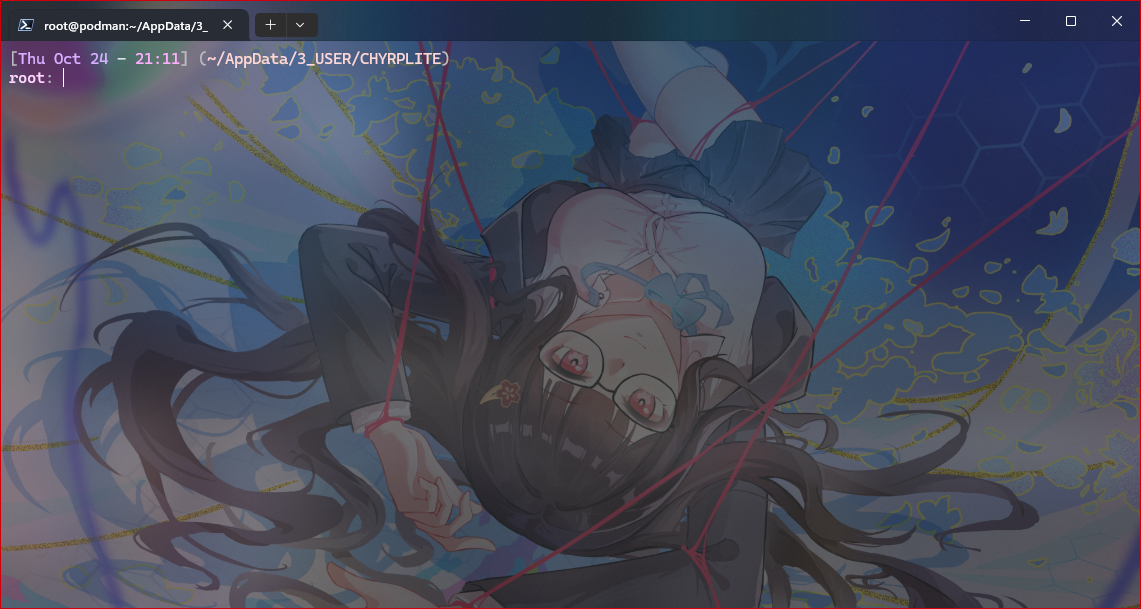 root@podman:~/AppData/3_
[Thu Oct 24 - 21:11] (~/AppData/3_USER/CHYRPLITE)
root: